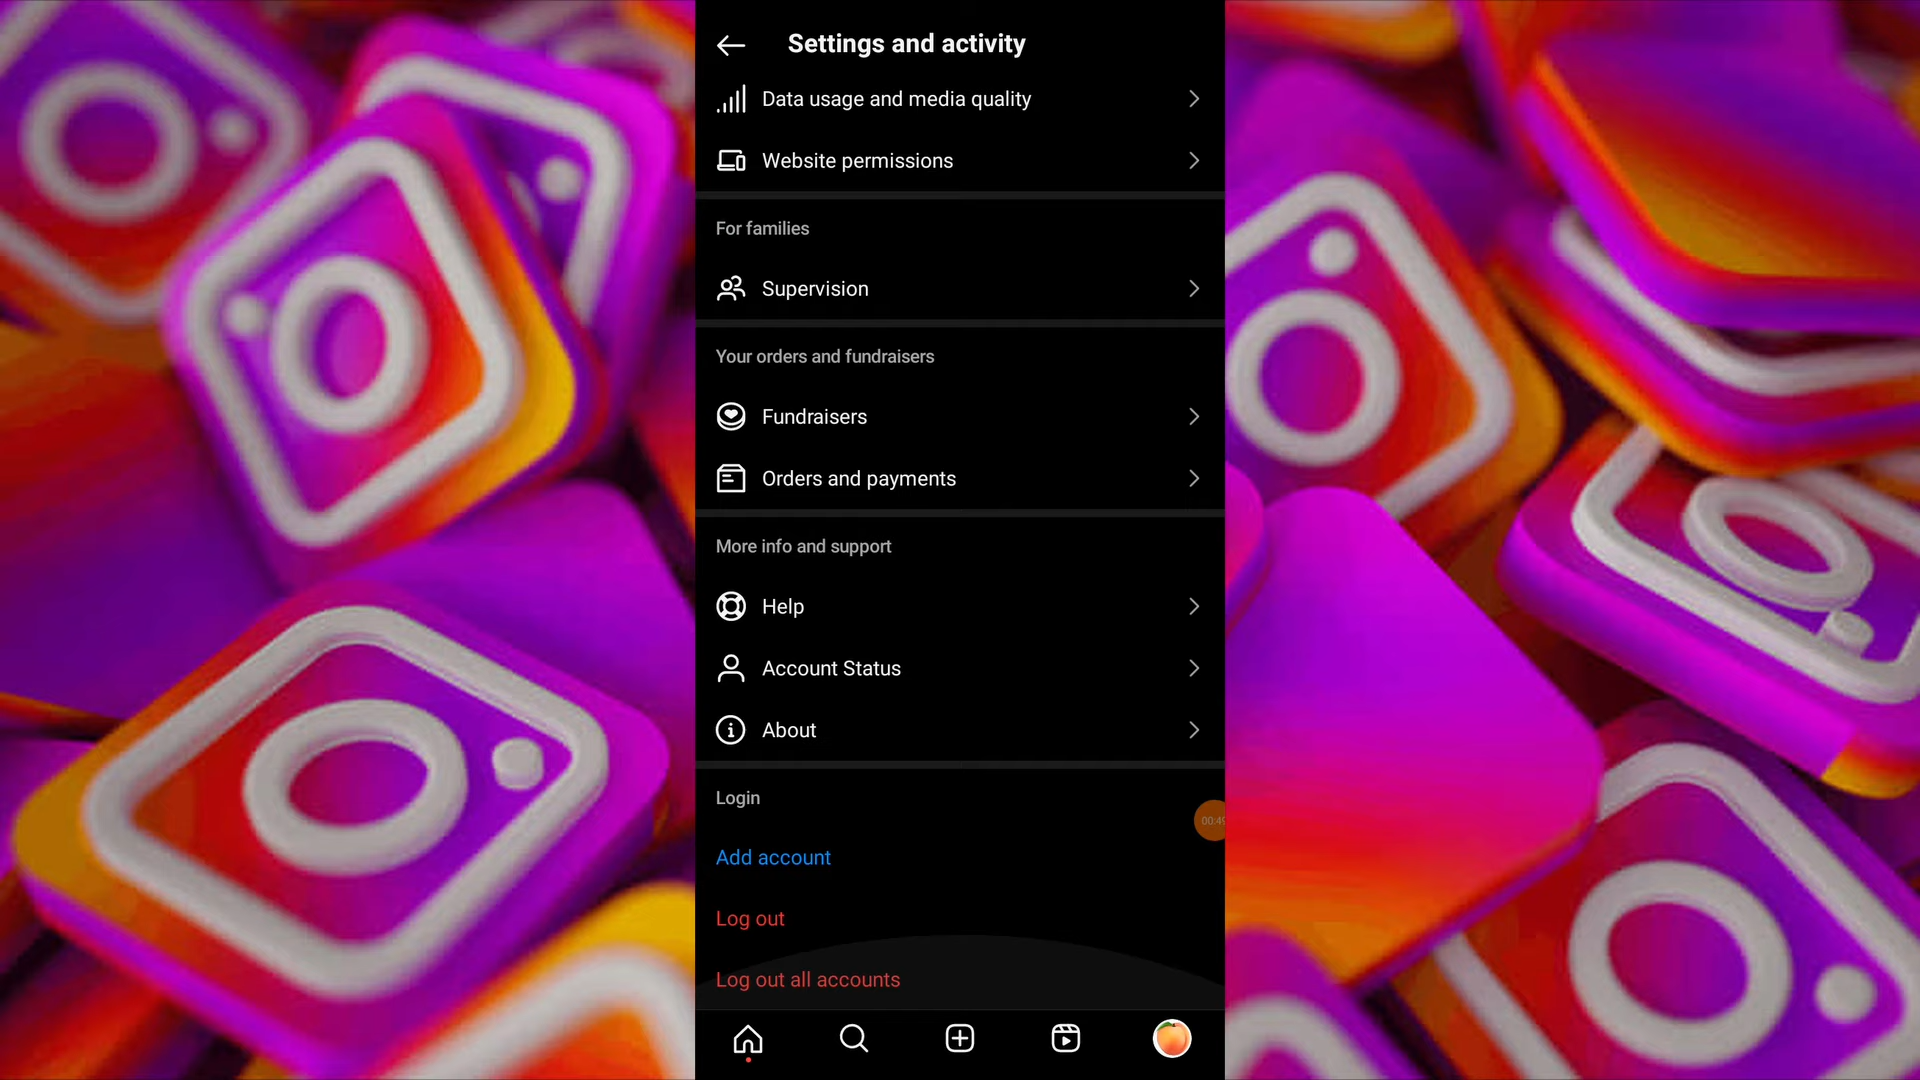 Settings and activity
Data usage and media quality
Website permissions
For families
Supervision
Your orders and fundraisers
Fundraisers
Orders and payments
More info and support
Help
Account Status
About
Login
Add account
Log out
Log out all accounts